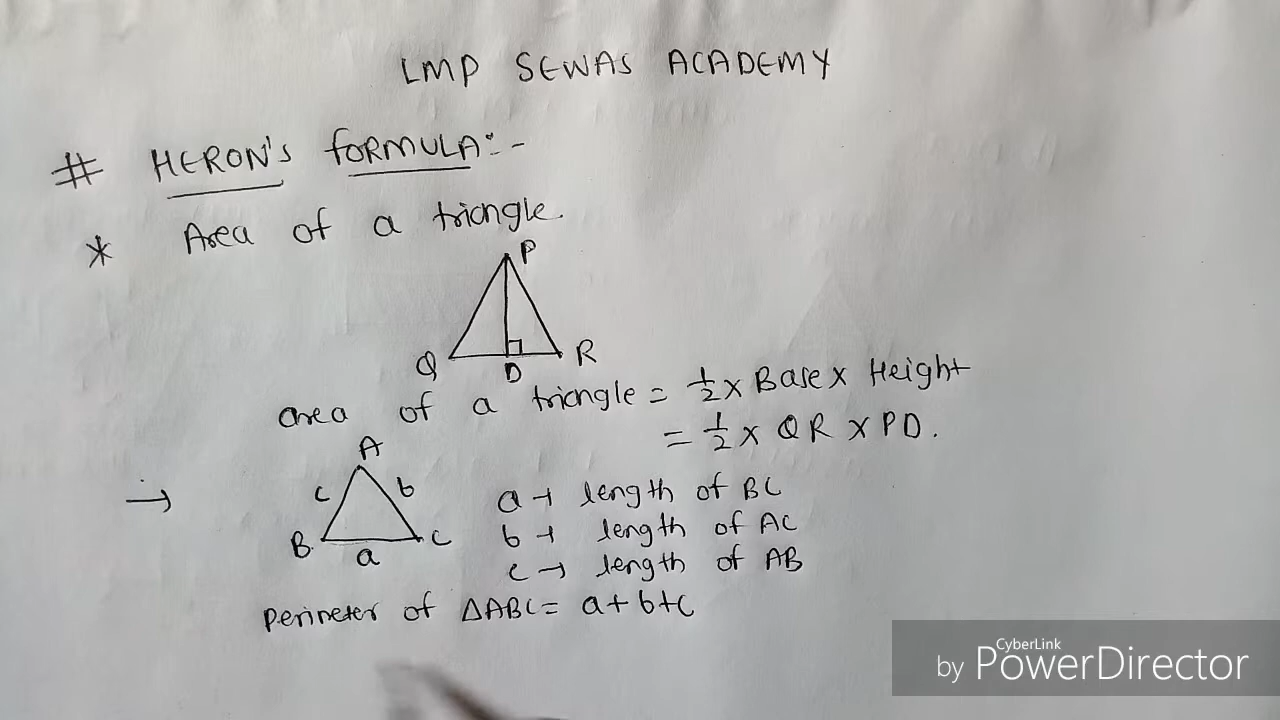 LMP SEWAS ACADEMY
# HERON'S FORMULA:-
* Area of a triangle.
P
Q D R
area of a triangle = 1/2 x Base x Height
= 1/2 x QR x PD.
A
→ c b a → length of BC
B a C b → length of AC
c → length of AB
Perimeter of ΔABC = a+b+c
CyberLink
by PowerDirector